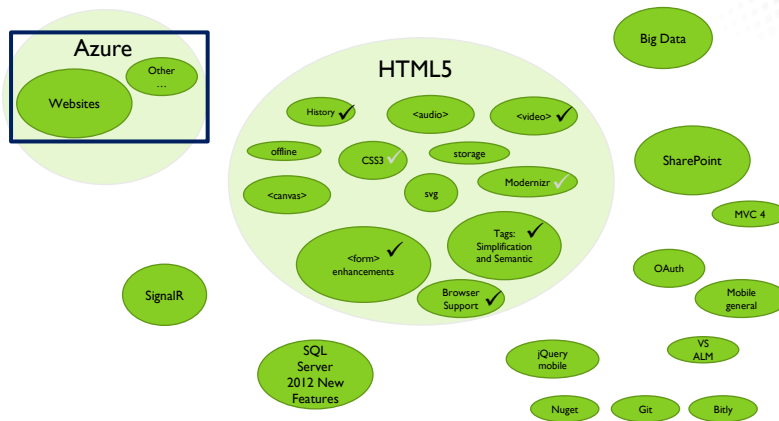 Azure
Other
...
Websites
HTML5
History
<audio>
<video>
offline
CSS3
storage
Modernizr
<canvas>
svg
Tags:
Simplification
and Semantic
<form>
enhancements
Browser
Support
Big Data
SharePoint
MVC 4
OAuth
Mobile
general
SignalR
SQL
Server
2012 New
Features
jQuery
mobile
VS
ALM
Nuget
Git
Bitly